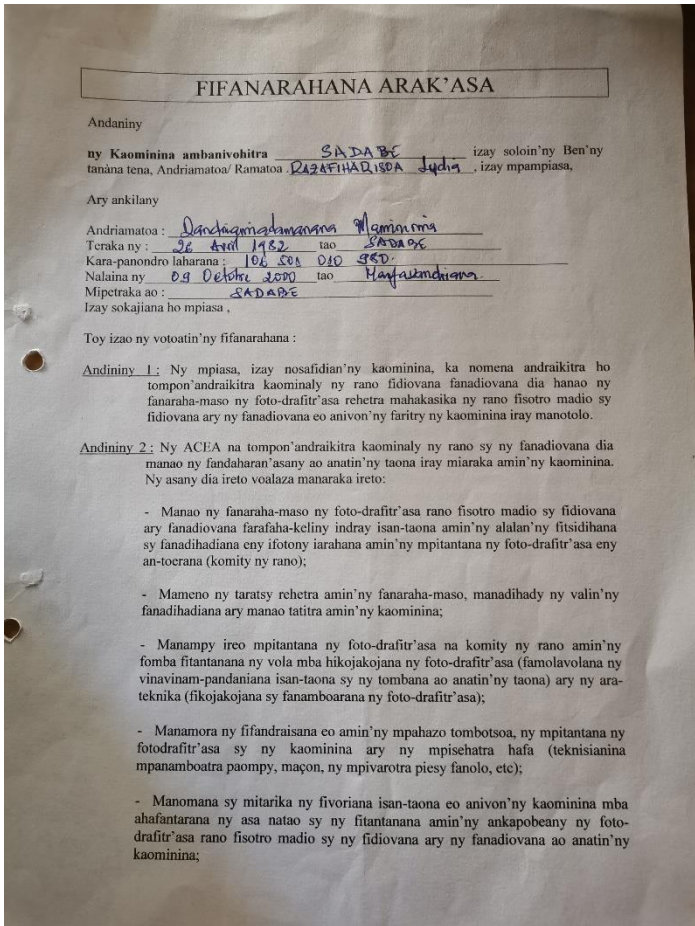 FIFANARAHANA ARAK'ASA
Andaniny
ny Kaominina ambanivohitra SADABE izay soloin'ny Ben'ny
tanàna tena, Andriamatoa/ Ramatoa . RAZAFIHARISOA Lydia , izay mpampiasa,
Ary ankilany
Andriamatoa : Maminirina
Teraka ny : 26 Avril 1982 tao SADABE
Kara-panondro laharana : 106 501 010 980.
Nalaina ny 09 Octobre 2000 tao Manjakandriana.
Mipetraka ao : SADABE
Izay sokajiana ho mpiasa ,
Toy izao ny votoatin'ny fifanarahana :
Andininy 1 : Ny mpiasa, izay nosafidian'ny kaominina, ka nomena andraikitra ho
tompon'andraikitra kaominaly ny rano fidiovana fanadiovana dia hanao ny
fanaraha-maso ny foto-drafitr'asa rehetra mahakasika ny rano fisotro madio sy
fidiovana ary ny fanadiovana eo anivon'ny faritry ny kaominina iray manotolo.
Andininy 2 : Ny ACEA na tompon'andraikitra kaominaly ny rano sy ny fanadiovana dia
manao ny fandaharan'asany ao anatin'ny taona iray miaraka amin'ny kaominina.
Ny asany dia ireto voalaza manaraka ireto:
- Manao ny fanaraha-maso ny foto-drafitr'asa rano fisotro madio sy fidiovana
ary fanadiovana farafaha-keliny indray isan-taona amin'ny alalan'ny fitsidihana
sy fanadihadiana eny ifotony iarahana amin'ny mpitantana ny foto-drafitr'asa eny
an-toerana (komity ny rano);
- Mameno ny taratsy rehetra amin'ny fanaraha-maso, manadihady ny valin'ny
fanadihadiana ary manao tatitra amin'ny kaominina;
- Manampy ireo mpitantana ny foto-drafitr'asa na komity ny rano amin'ny
fomba fitantanana ny vola mba hikojakojana ny foto-drafitr'asa (famolavolana ny
vinavinam-pandaniana isan-taona sy ny tombana ao anatin'ny taona) ary ny ara-
teknika (fikojakojana sy fanamboarana ny foto-drafitr'asa);
- Manamora ny fifandraisana eo amin'ny mpahazo tombotsoa, ny mpitantana ny
fotodrafitr'asa sy ny kaominina ary ny mpisehatra hafa (teknisianina
mpanamboatra paompy, maçon, ny mpivarotra piesy fanolo, etc);
- Manomana sy mitarika ny fivoriana isan-taona eo anivon'ny kaominina mba
ahafantarana ny asa natao sy ny fitantanana amin'ny ankapobeany ny foto-
drafitr'asa rano fisotro madio sy ny fidiovana ary ny fanadiovana ao anatin'ny
kaominina;